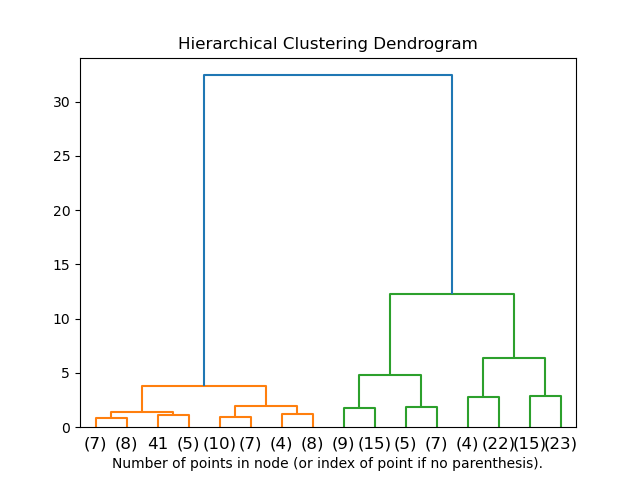 Hierarchical Clustering Dendrogram
30
25
20
15
10
5
0
(7) (8) 41 (5) (10) (7) (4) (8) (9) (15) (5) (7) (4) (22) (15) (23)
Number of points in node (or index of point if no parenthesis).